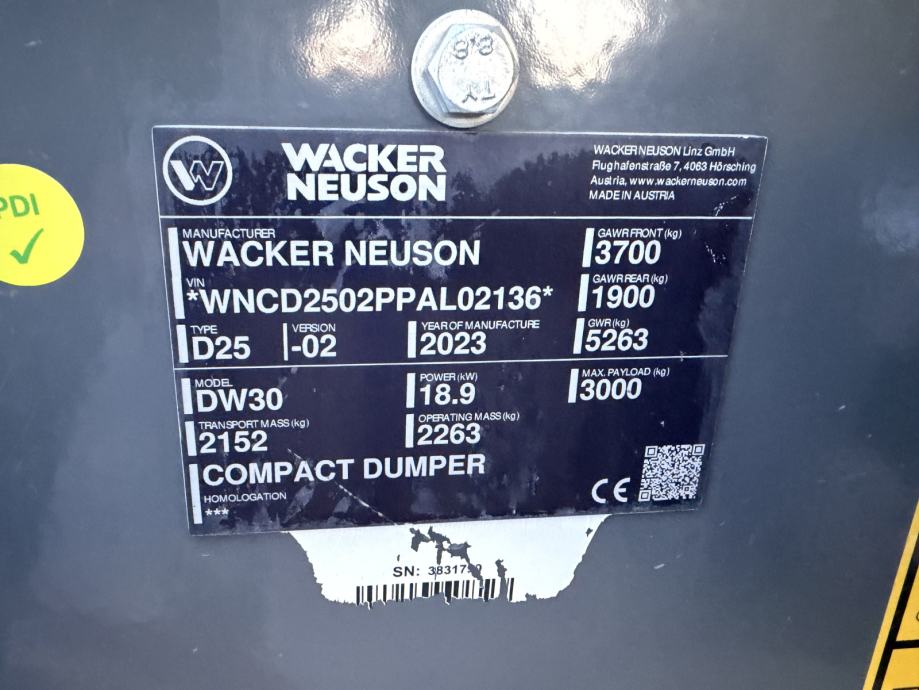 8.8
PDI
WACKER
NEUSON
WACKER NEUSON Linz GmbH
Flughafenstraße 7, 4063 Hörsching
Austria, www.wackerneuson.com
MADE IN AUSTRIA
MANUFACTURER
WACKER NEUSON
GAWR FRONT (kg)
3700
VIN
*WNCD2502PPAL02136*
GAWR REAR (kg)
1900
TYPE
D25
VERSION
-02
YEAR OF MANUFACTURE
2023
GWR (kg)
5263
MODEL
DW30
POWER (kW)
18.9
MAX. PAYLOAD (kg)
3000
TRANSPORT MASS (kg)
2152
OPERATING MASS (kg)
2263
COMPACT DUMPER
HOMOLOGATION
***
CE
SN: